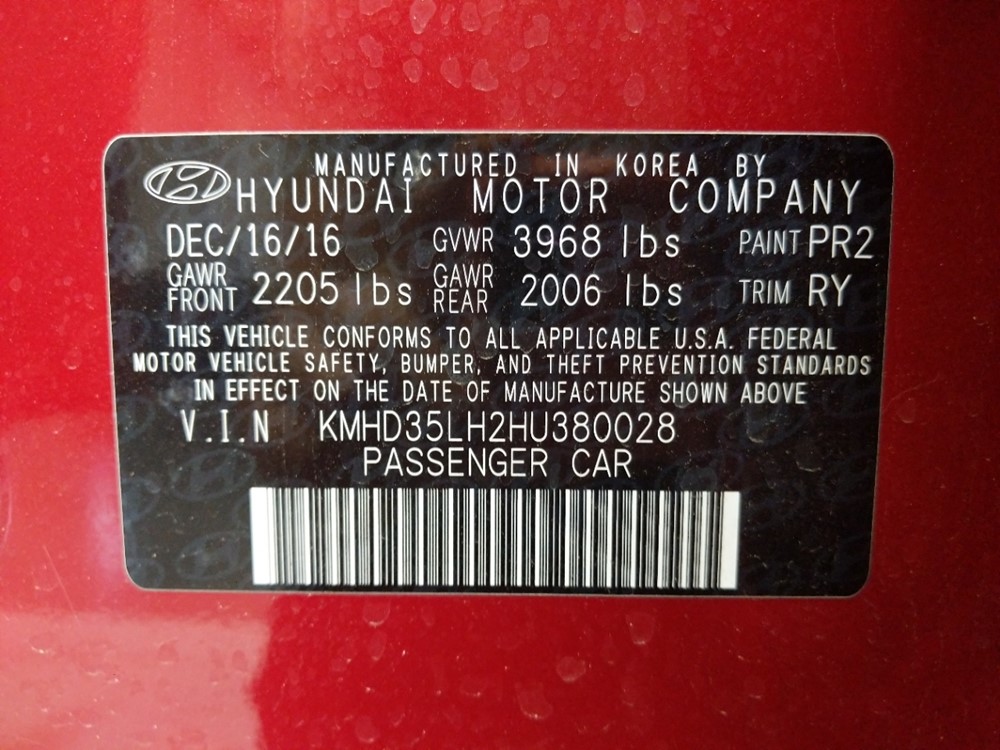 MANUFACTURED IN KOREA BY
HYUNDAI MOTOR COMPANY
DEC/16/16 GVWR 3968 lbs PAINT PR2
GAWR FRONT 2205 lbs GAWR REAR 2006 lbs TRIM RY
THIS VEHICLE CONFORMS TO ALL APPLICABLE U.S.A. FEDERAL
MOTOR VEHICLE SAFETY, BUMPER, AND THEFT PREVENTION STANDARDS
IN EFFECT ON THE DATE OF MANUFACTURE SHOWN ABOVE
V.I.N KMHD35LH2HU380028
PASSENGER CAR